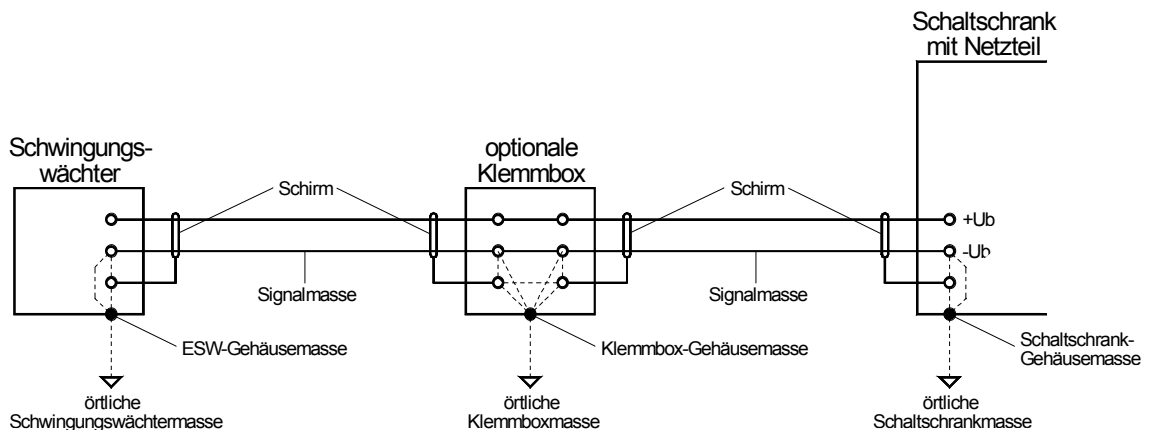 Schaltschrank
mit Netzteil
Schwingungs-
wächter
optionale
Klemmbox
Schirm
Schirm
+Ub
-Ub
Signalmasse
Signalmasse
ESW-Gehäusemasse
Klemmbox-Gehäusemasse
Schaltschrank-
Gehäusemasse
örtliche
Schwingungswächtermasse
örtliche
Klemmboxmasse
örtliche
Schaltschrankmasse